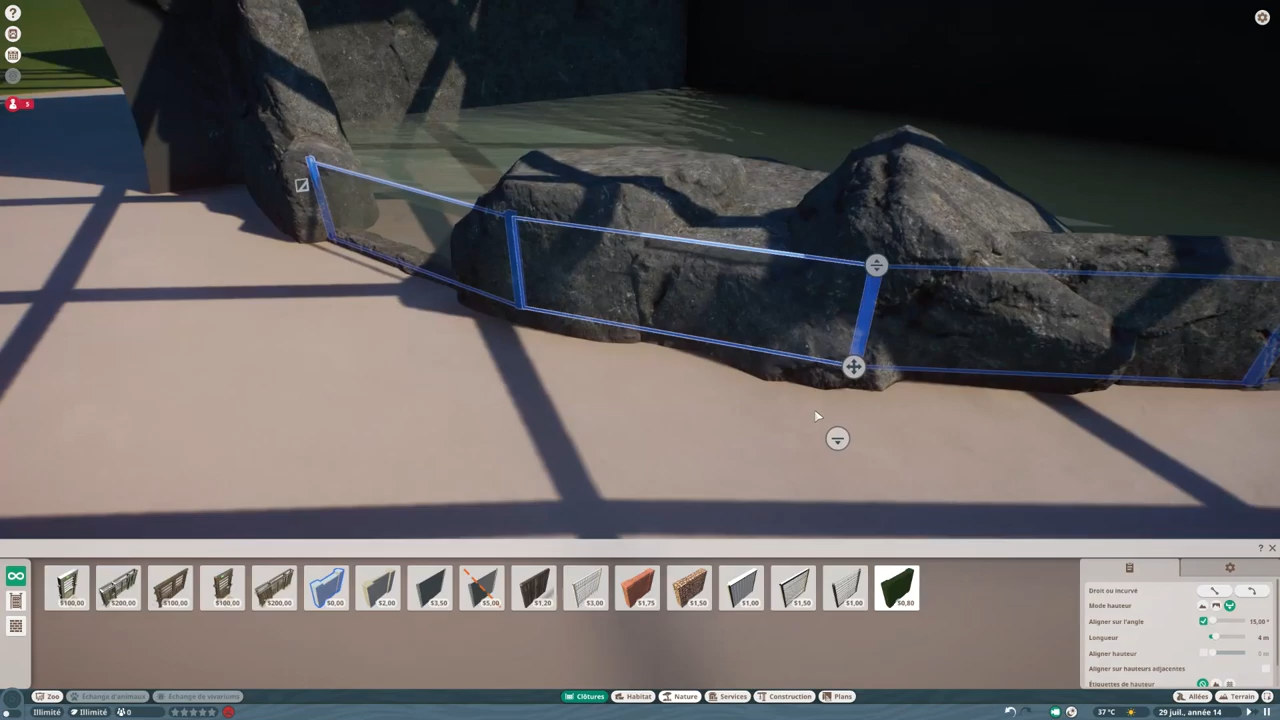 ?
5
? ×
$100,00 $200,00 $100,00 $100,00 $200,00 $0,00 $2,00 $3,50 $5,00 $1,20 $3,00 $1,75 $1,50 $1,00 $1,50 $1,00 $0,80
Droit ou incurvé
Mode hauteur
Aligner sur l'angle 15,00 °
Longueur 4 m
Aligner hauteur 0 m
Aligner sur hauteurs adjacentes
Étiquettes de hauteur
Zoo Échange d'animaux Échange de vivariums Clôtures Habitat Nature Services Construction Plans Allées Terrain
Illimité Illimité 0 37 °C 29 juil., année 14